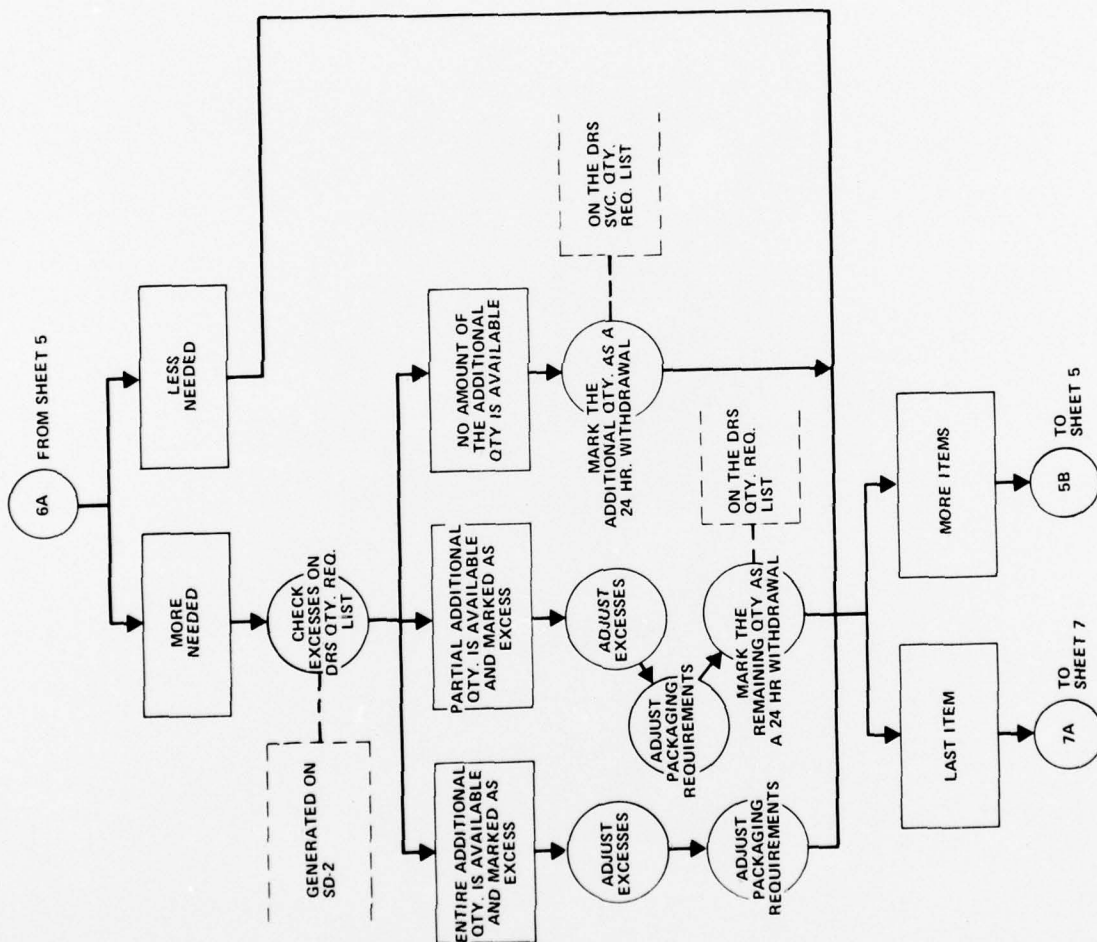 6A
FROM SHEET 5
MORE
NEEDED
LESS
NEEDED
GENERATED ON
SD-2
CHECK
EXCESSES ON
DRS QTY. REQ.
LIST
ENTIRE ADDITIONAL
QTY. IS AVAILABLE
AND MARKED AS
EXCESS
PARTIAL ADDITIONAL
QTY. IS AVAILABLE
AND MARKED AS
EXCESS
NO AMOUNT OF
THE ADDITIONAL
QTY IS AVAILABLE
ADJUST
EXCESSES
ADJUST
EXCESSES
MARK THE
ADDITIONAL QTY. AS A
24 HR. WITHDRAWAL
ON THE DRS
SVC. QTY.
REQ. LIST
ADJUST
PACKAGING
REQUIREMENTS
ADJUST
PACKAGING
REQUIREMENTS
MARK THE
REMAINING QTY AS
A 24 HR WITHDRAWAL
ON THE DRS
QTY. REQ.
LIST
LAST ITEM
MORE ITEMS
7A
TO
SHEET 7
5B
TO
SHEET 5